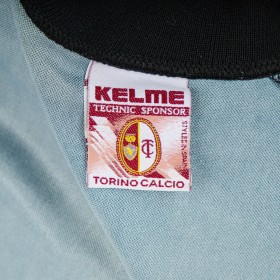 KELME
TECHNIC SPONSOR
TC
TORINO CALCIO